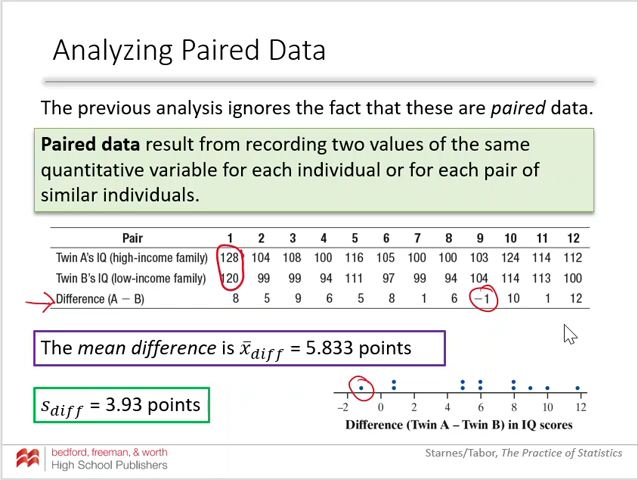 Analyzing Paired Data
The previous analysis ignores the fact that these are paired data.
Paired data result from recording two values of the same
quantitative variable for each individual or for each pair of
similar individuals.
Pair 1 2 3 4 5 6 7 8 9 10 11 12
Twin A's IQ (high-income family) 128 104 108 100 116 105 100 100 103 124 114 112
Twin B's IQ (low-income family) 120 99 99 94 111 97 99 94 104 114 113 100
Difference (A − B) 8 5 9 6 5 8 1 6 −1 10 1 12
The mean difference is x̄diff = 5.833 points
sdiff = 3.93 points
−2 0 2 4 6 8 10 12
Difference (Twin A – Twin B) in IQ scores
bedford, freeman, & worth
High School Publishers
Starnes/Tabor, The Practice of Statistics